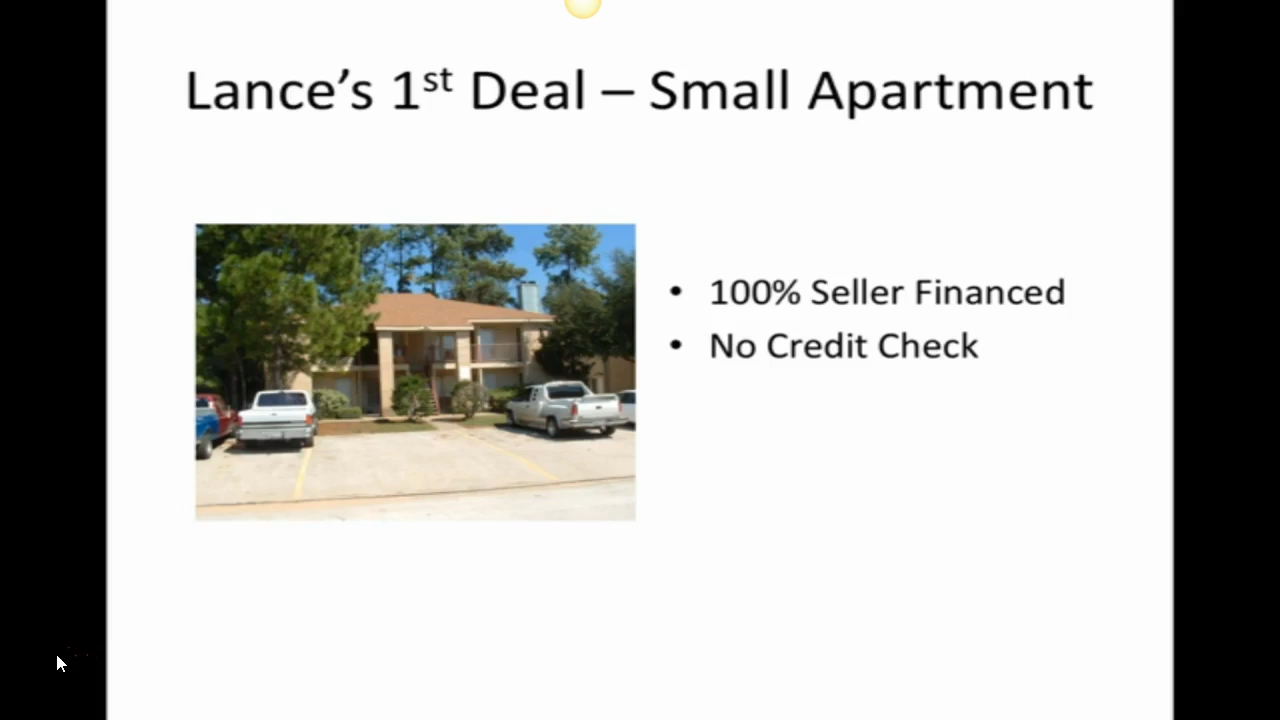 Lance’s 1st Deal – Small Apartment
• 100% Seller Financed
• No Credit Check